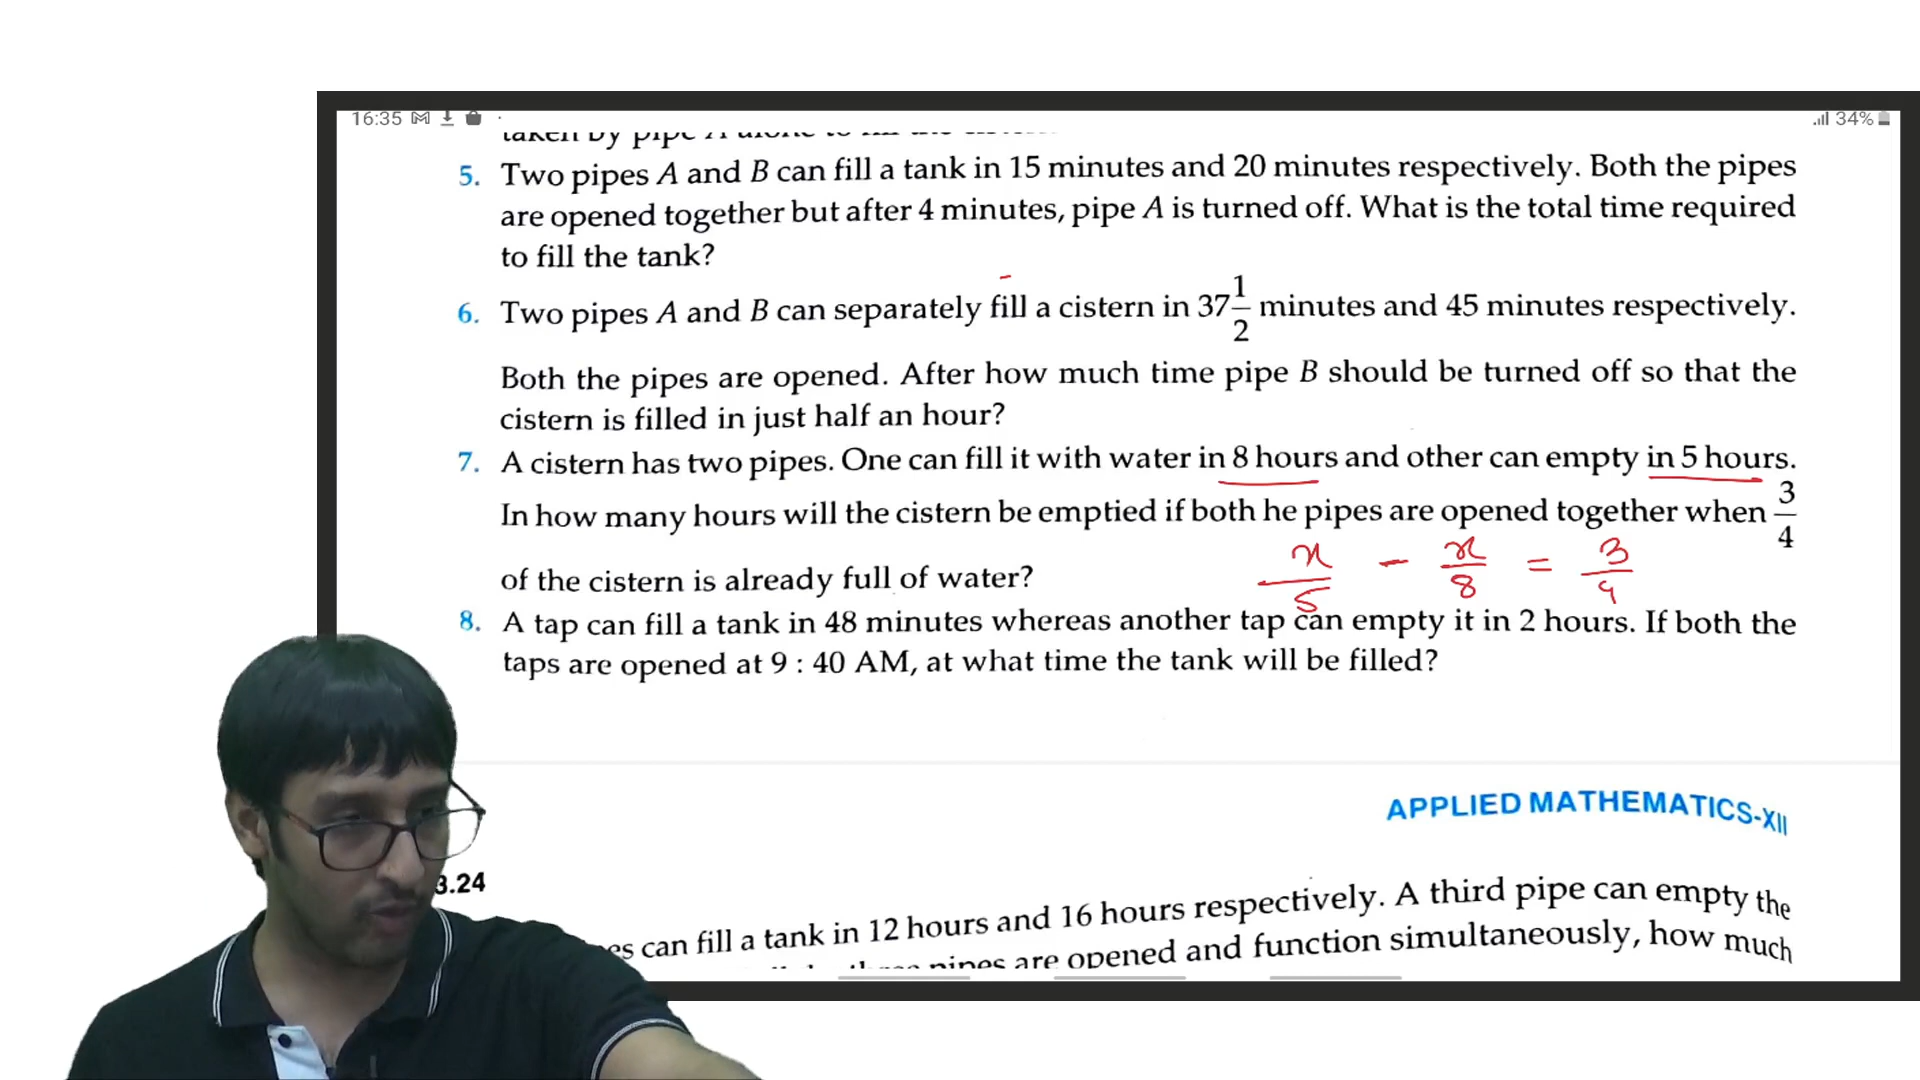 16:35
34%
taken by pipe A alone to fill the
5. Two pipes A and B can fill a tank in 15 minutes and 20 minutes respectively. Both the pipes
are opened together but after 4 minutes, pipe A is turned off. What is the total time required
to fill the tank?
6. Two pipes A and B can separately fill a cistern in 37 1/2 minutes and 45 minutes respectively.
Both the pipes are opened. After how much time pipe B should be turned off so that the
cistern is filled in just half an hour?
7. A cistern has two pipes. One can fill it with water in 8 hours and other can empty in 5 hours.
In how many hours will the cistern be emptied if both he pipes are opened together when 3/4
of the cistern is already full of water?
x/5 - x/8 = 3/4
8. A tap can fill a tank in 48 minutes whereas another tap can empty it in 2 hours. If both the
taps are opened at 9 : 40 AM, at what time the tank will be filled?
APPLIED MATHEMATICS-XII
3.24
can fill a tank in 12 hours and 16 hours respectively. A third pipe can empty the
pipes are opened and function simultaneously, how much